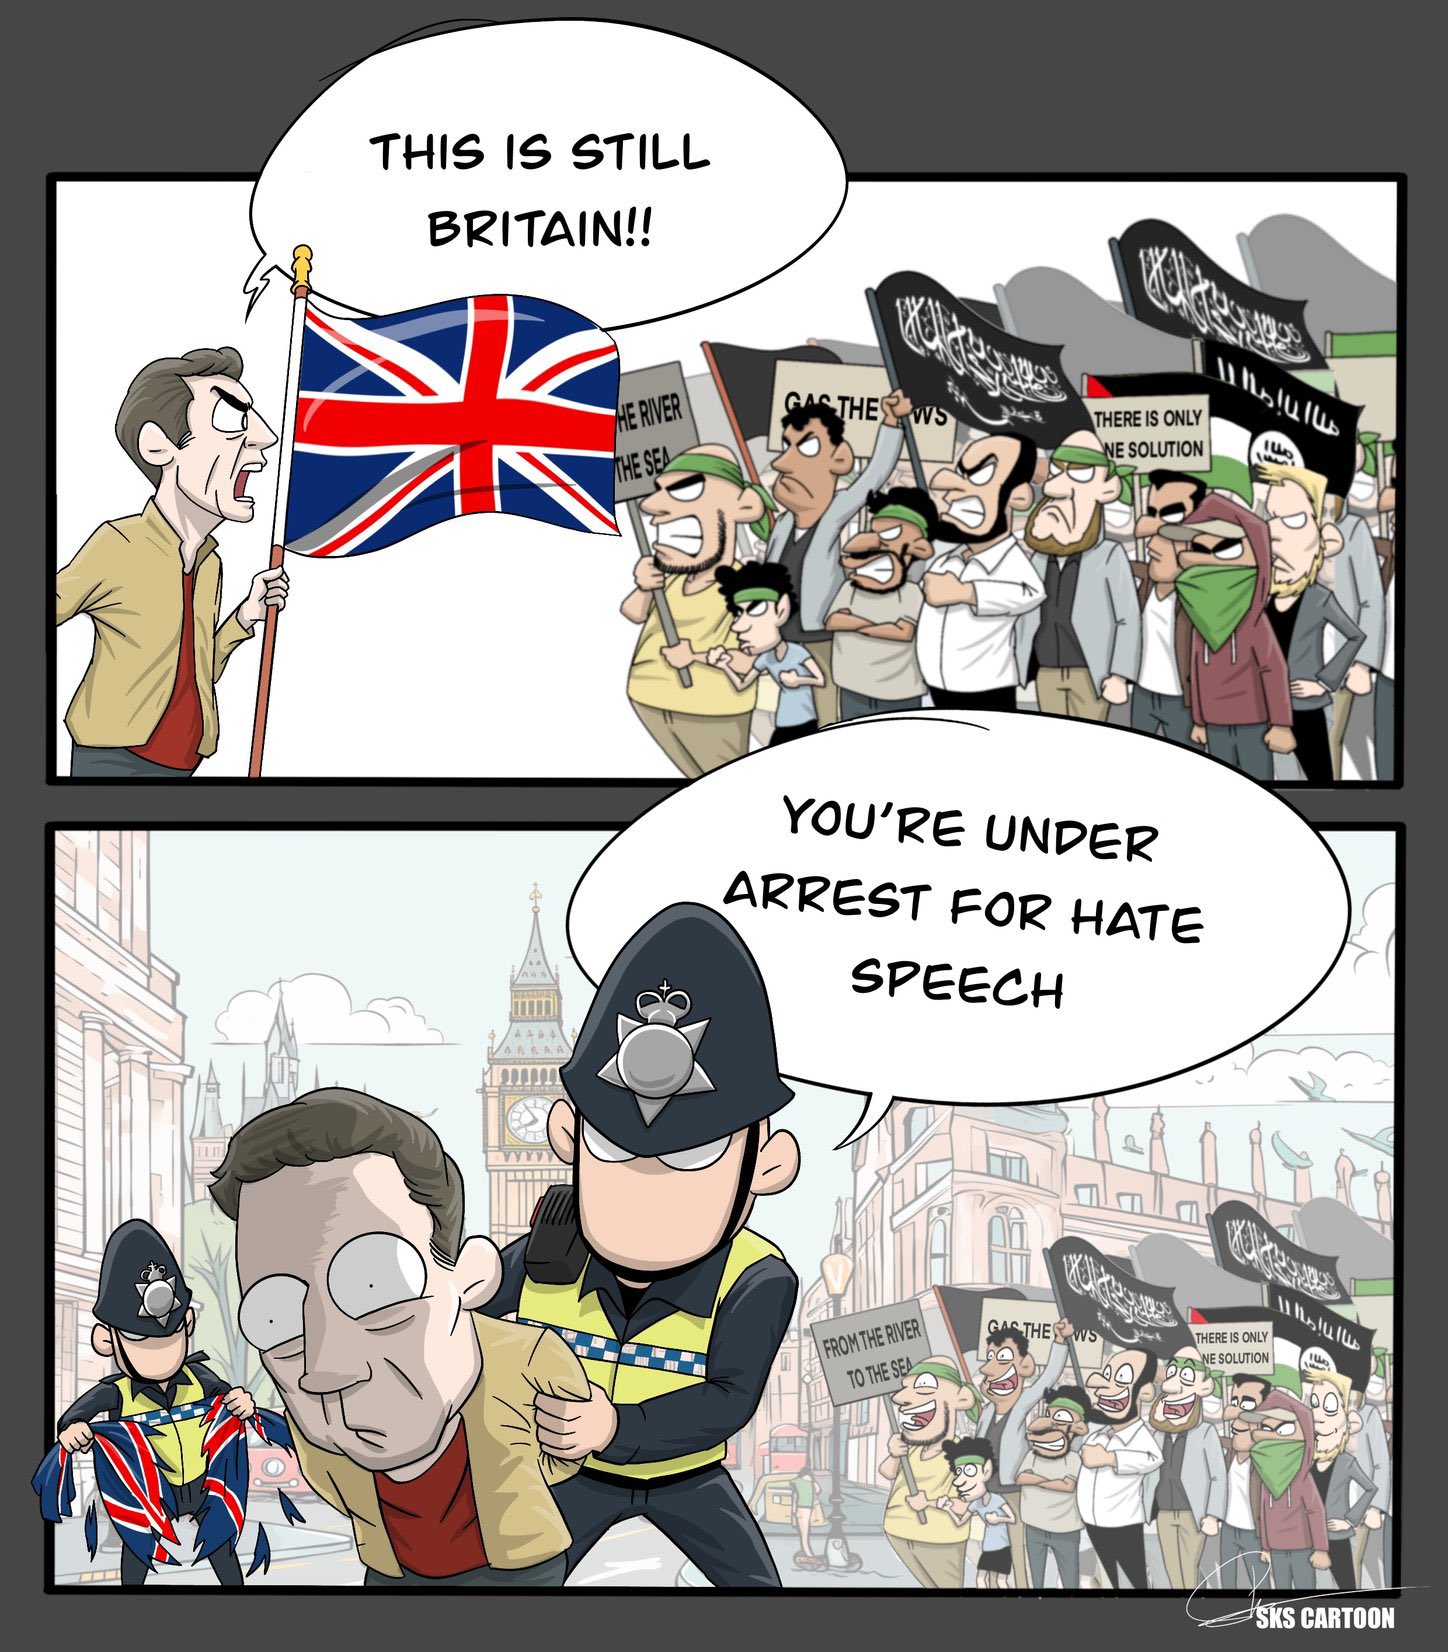 THIS IS STILL
BRITAIN!!
HE RIVER
THE SEA
GAS THE WS
THERE IS ONLY
NE SOLUTION
YOU'RE UNDER
ARREST FOR HATE
SPEECH
FROM THE RIVER
TO THE SEA
GAS THE WS
THERE IS ONLY
NE SOLUTION
SKS CARTOON